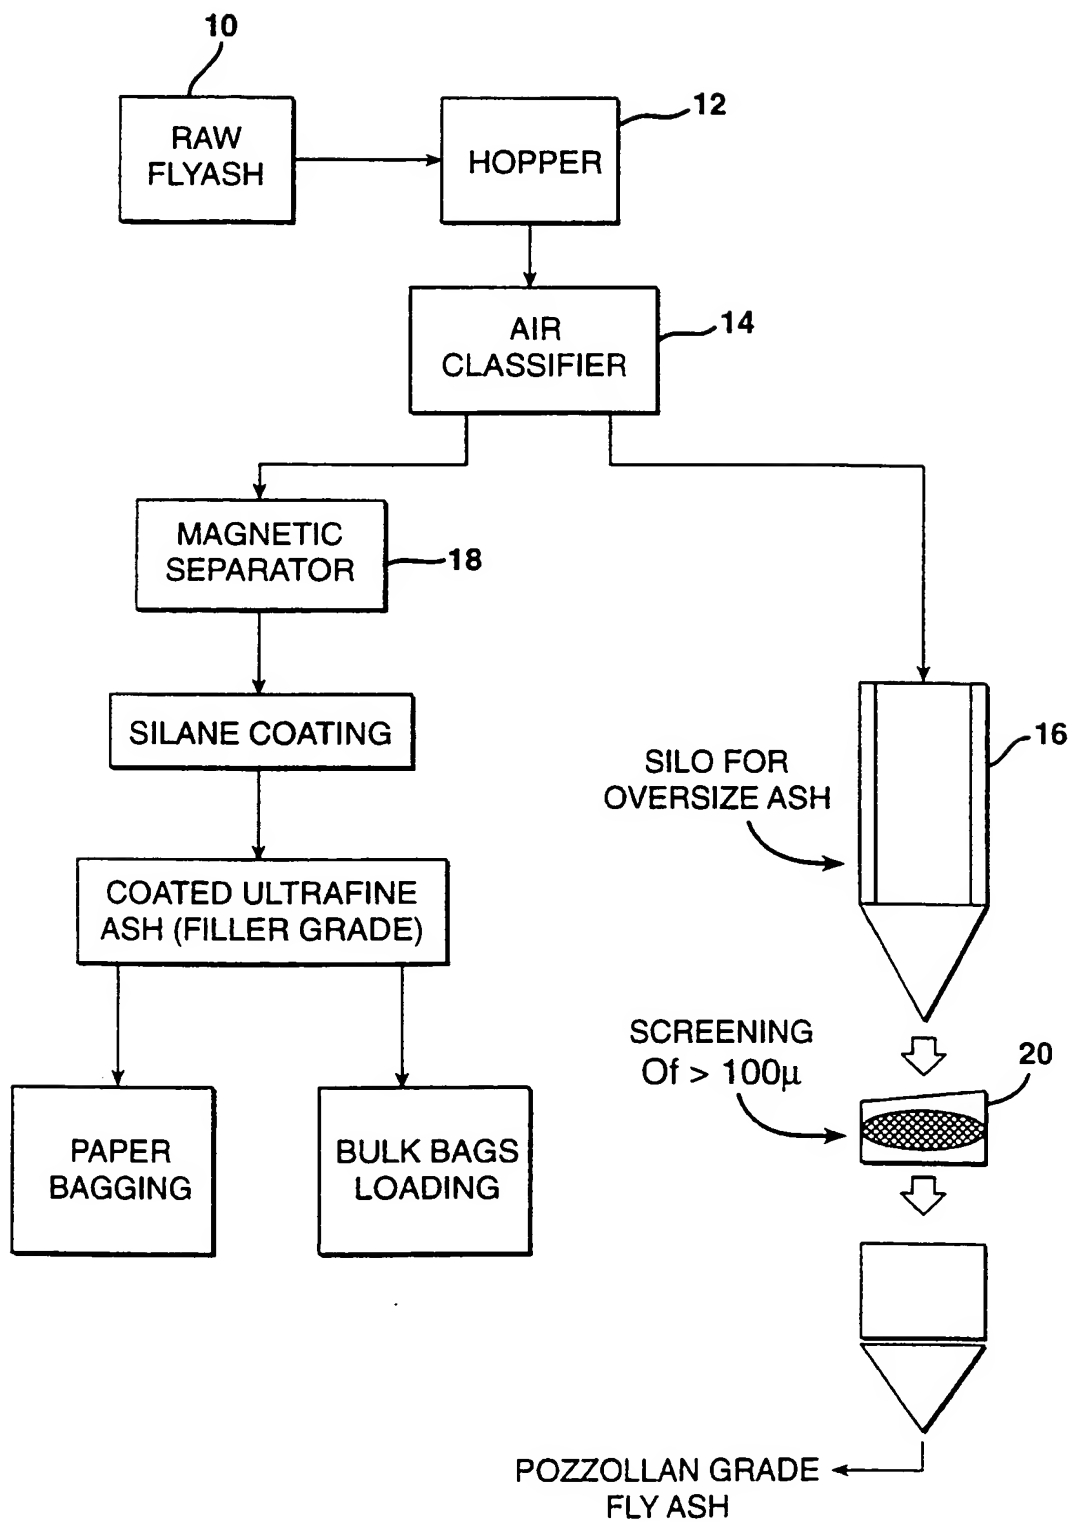 10
RAW
FLYASH
12
HOPPER
AIR
CLASSIFIER
14
MAGNETIC
SEPARATOR
18
SILANE COATING
COATED ULTRAFINE
ASH (FILLER GRADE)
PAPER
BAGGING
BULK BAGS
LOADING
16
SILO FOR
OVERSIZE ASH
SCREENING
Of > 100μ
20
POZZOLLAN GRADE
FLY ASH